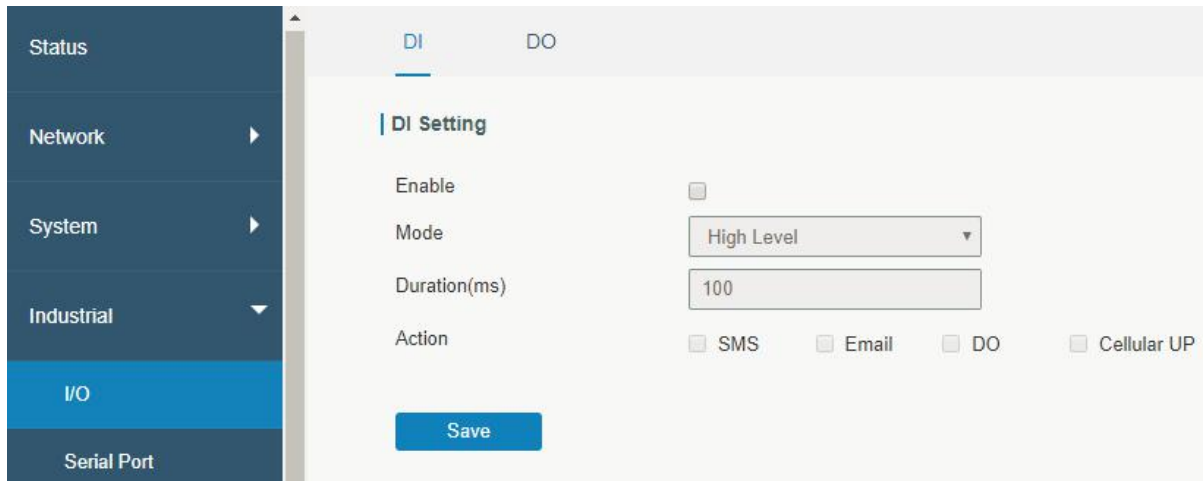 Status
Network
System
Industrial
I/O
Serial Port
DI DO
DI Setting
Enable
Mode High Level
Duration(ms) 100
Action SMS Email DO Cellular UP
Save